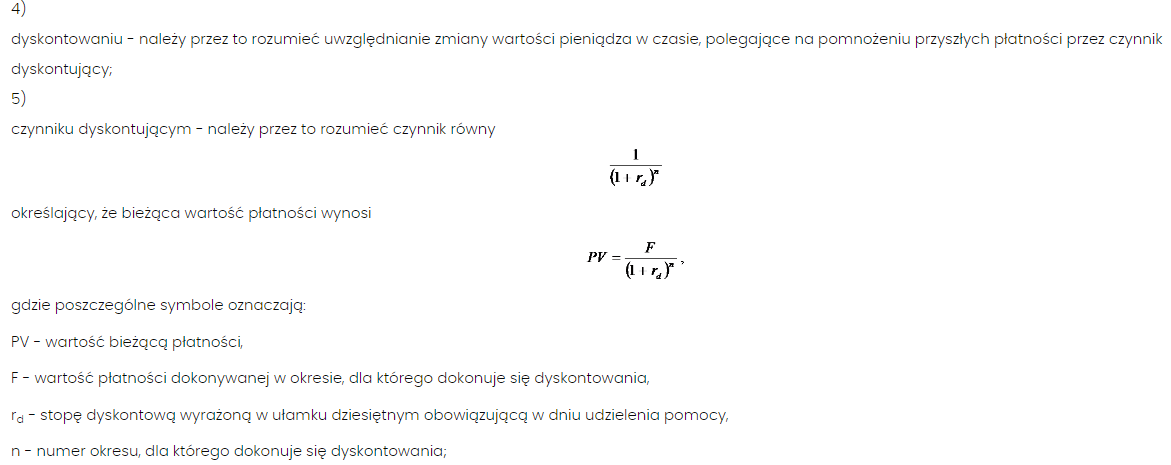 4)
dyskontowaniu - należy przez to rozumieć uwzględnianie zmiany wartości pieniądza w czasie, polegające na pomnożeniu przyszłych płatności przez czynnik
dyskontujący;
5)
czynniku dyskontującym - należy przez to rozumieć czynnik równy
1
(1 + r_d)^n
określający, że bieżąca wartość płatności wynosi
PV = F
(1 + r_d)^n ,
gdzie poszczególne symbole oznaczają:
PV - wartość bieżącą płatności,
F - wartość płatności dokonywanej w okresie, dla którego dokonuje się dyskontowania,
r_d - stopę dyskontową wyrażoną w ułamku dziesiętnym obowiązującą w dniu udzielenia pomocy,
n - numer okresu, dla którego dokonuje się dyskontowania;